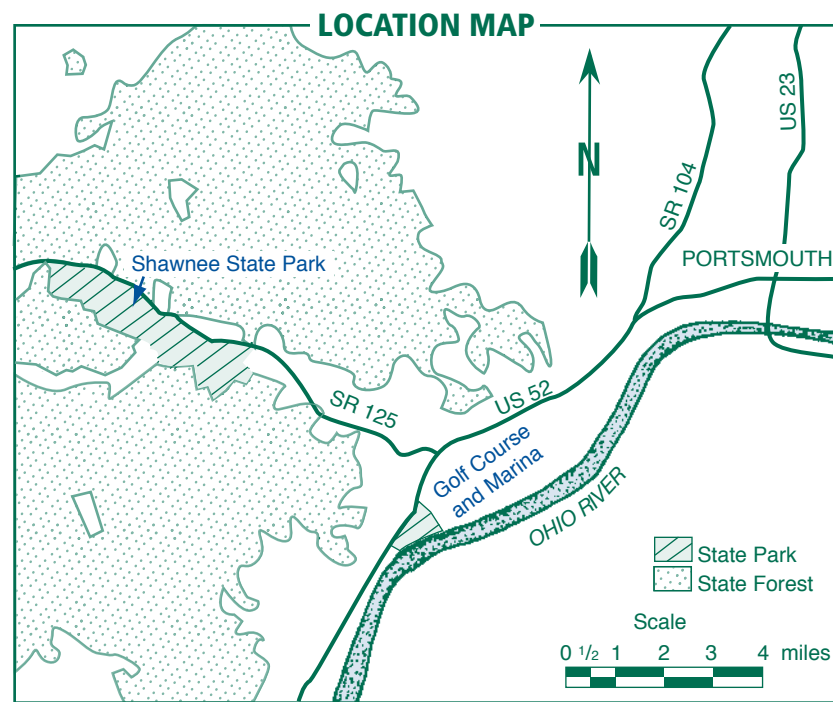 LOCATION MAP
US 23
N
SR 104
Shawnee State Park
PORTSMOUTH
US 52
SR 125
Golf Course
and Marina
OHIO RIVER
State Park
State Forest
Scale
0 1/2 1 2 3 4 miles